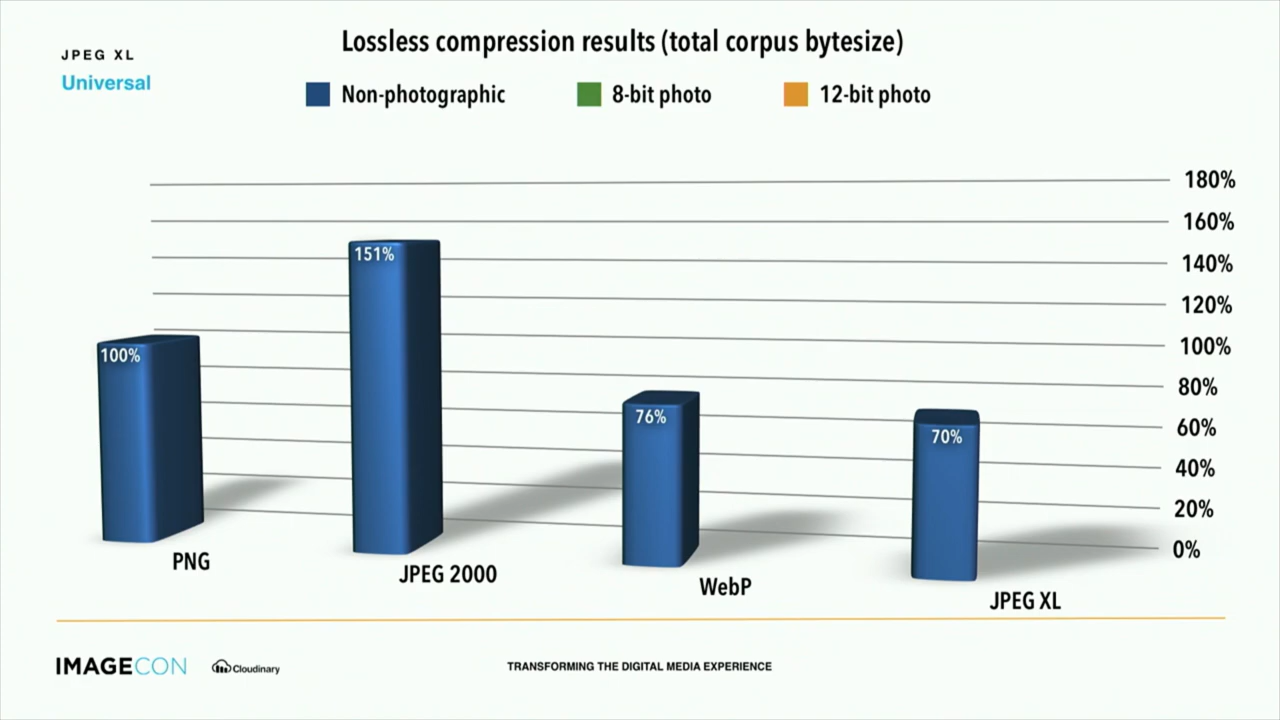 JPEG XL
Universal
Lossless compression results (total corpus bytesize)
Non-photographic
8-bit photo
12-bit photo
180%
160%
140%
120%
100%
80%
60%
40%
20%
0%
100%
151%
76%
70%
PNG
JPEG 2000
WebP
JPEG XL
IMAGECON
Cloudinary
TRANSFORMING THE DIGITAL MEDIA EXPERIENCE